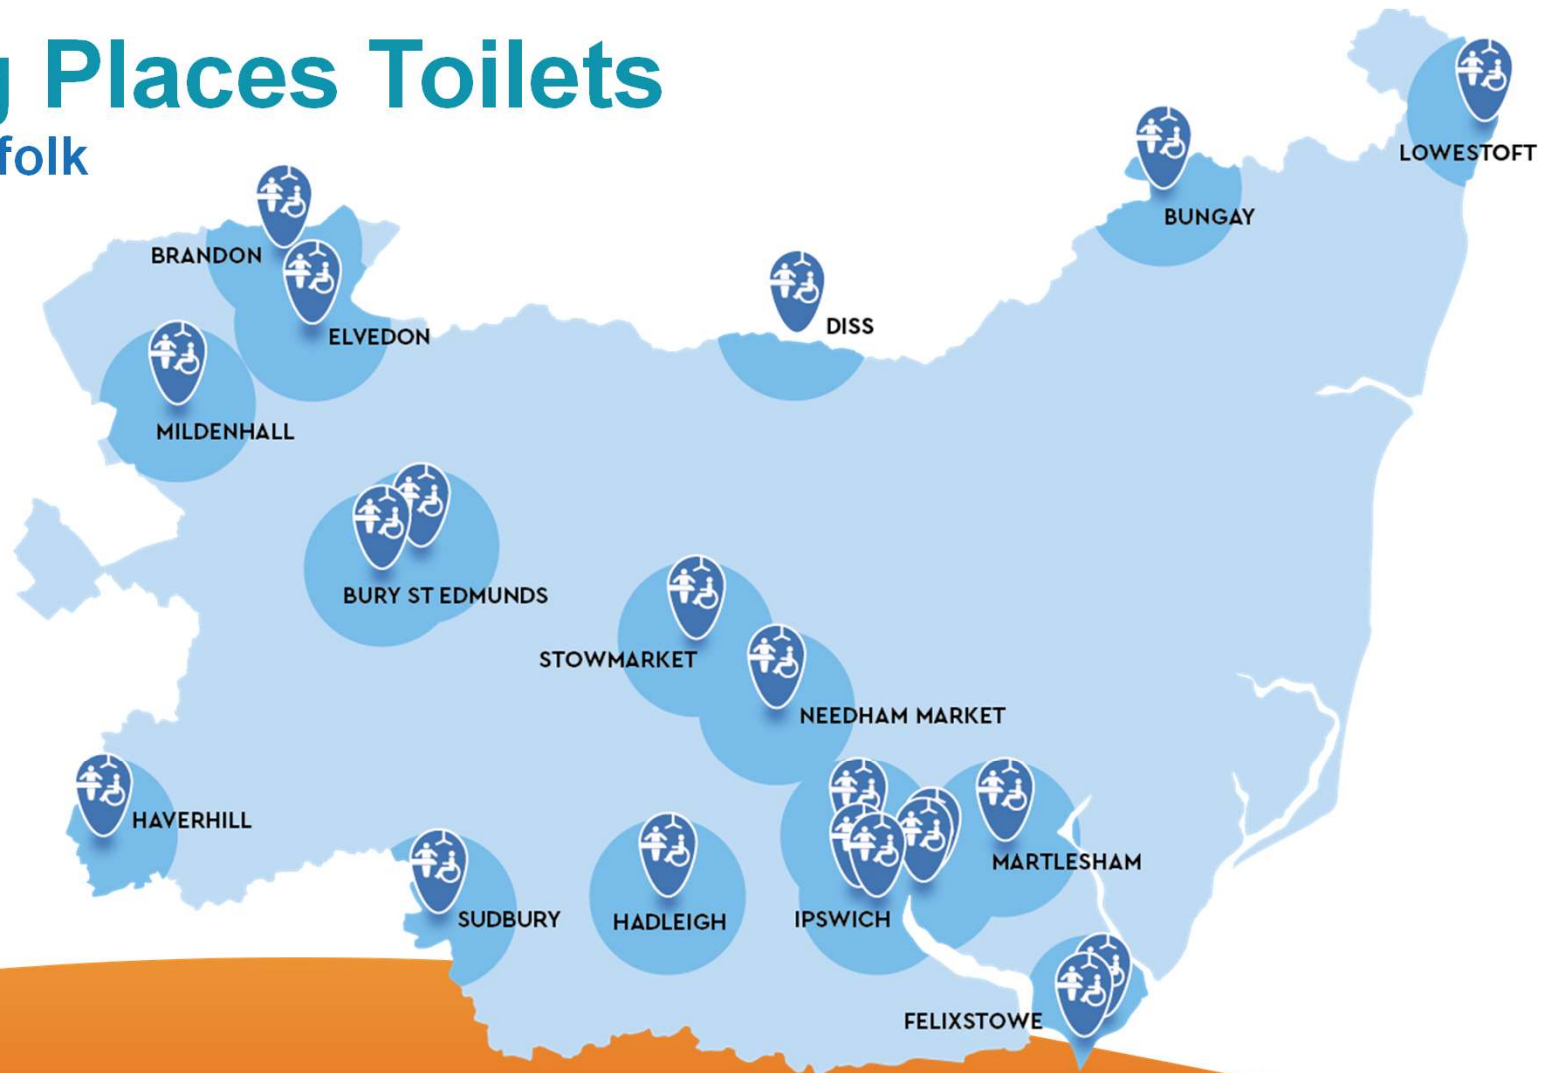 g Places Toilets
folk
LOWESTOFT
BUNGAY
BRANDON
DISS
ELVEDON
MILDENHALL
BURY ST EDMUNDS
STOWMARKET
NEEDHAM MARKET
HAVERHILL
MARTLESHAM
SUDBURY
HADLEIGH
IPSWICH
FELIXSTOWE